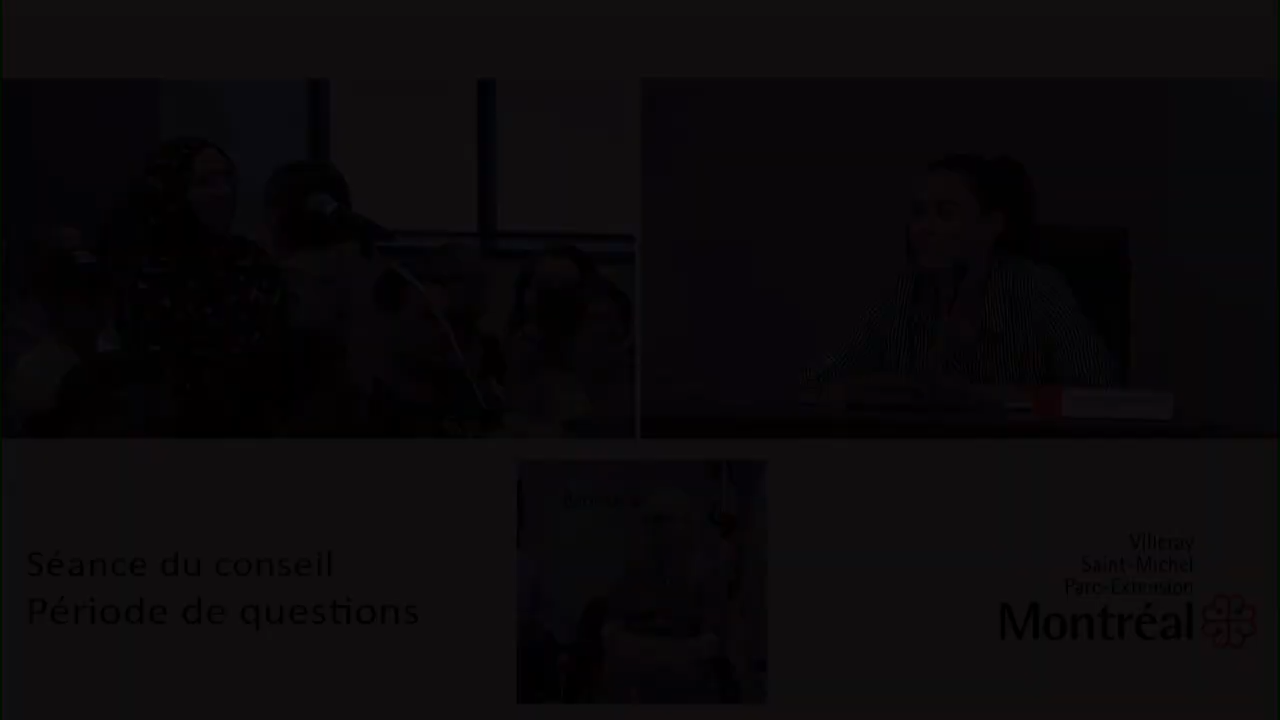 Séance du conseil
Période de questions
Villeray
Saint-Michel
Parc-Extension
Montréal